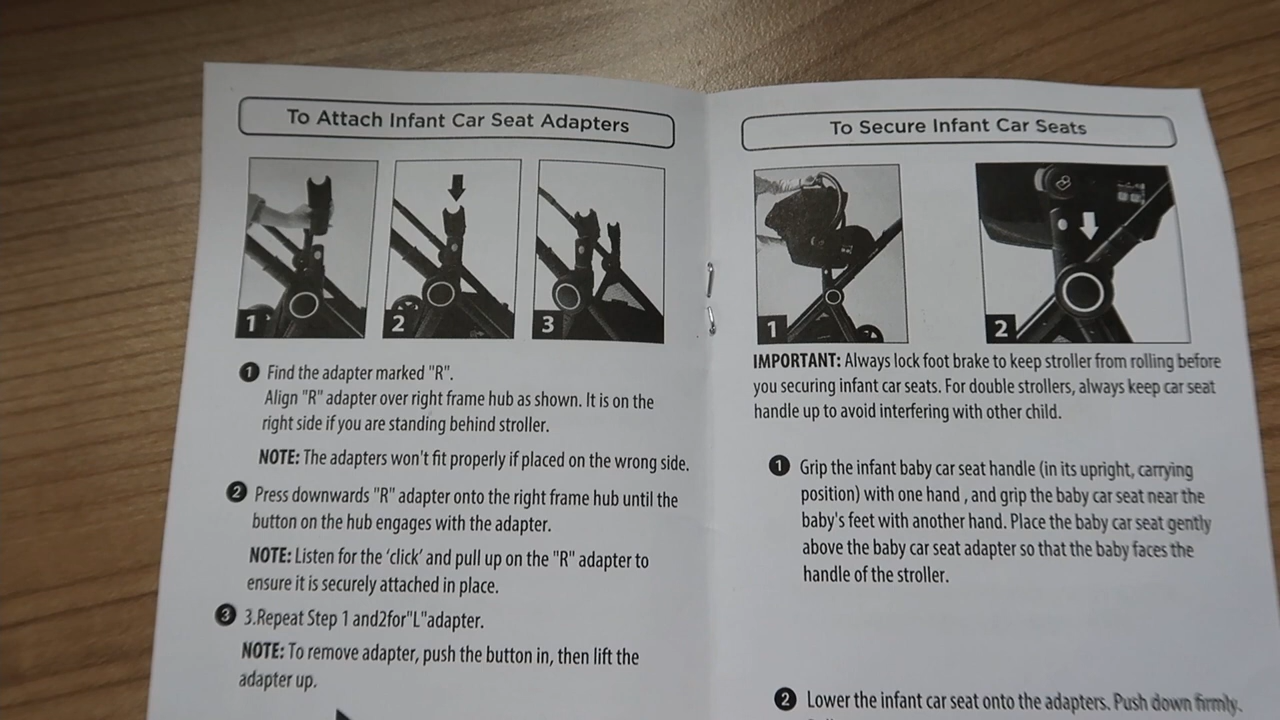 To Attach Infant Car Seat Adapters
1
2
3
1 Find the adapter marked "R".
Align "R" adapter over right frame hub as shown. It is on the
right side if you are standing behind stroller.
NOTE: The adapters won't fit properly if placed on the wrong side.
2 Press downwards "R" adapter onto the right frame hub until the
button on the hub engages with the adapter.
NOTE: Listen for the ‘click’ and pull up on the "R" adapter to
ensure it is securely attached in place.
3 3.Repeat Step 1 and2for"L"adapter.
NOTE: To remove adapter, push the button in, then lift the
adapter up.
To Secure Infant Car Seats
1
2
IMPORTANT: Always lock foot brake to keep stroller from rolling before
you securing infant car seats. For double strollers, always keep car seat
handle up to avoid interfering with other child.
1 Grip the infant baby car seat handle (in its upright, carrying
position) with one hand , and grip the baby car seat near the
baby's feet with another hand. Place the baby car seat gently
above the baby car seat adapter so that the baby faces the
handle of the stroller.
2 Lower the infant car seat onto the adapters. Push down firmly.